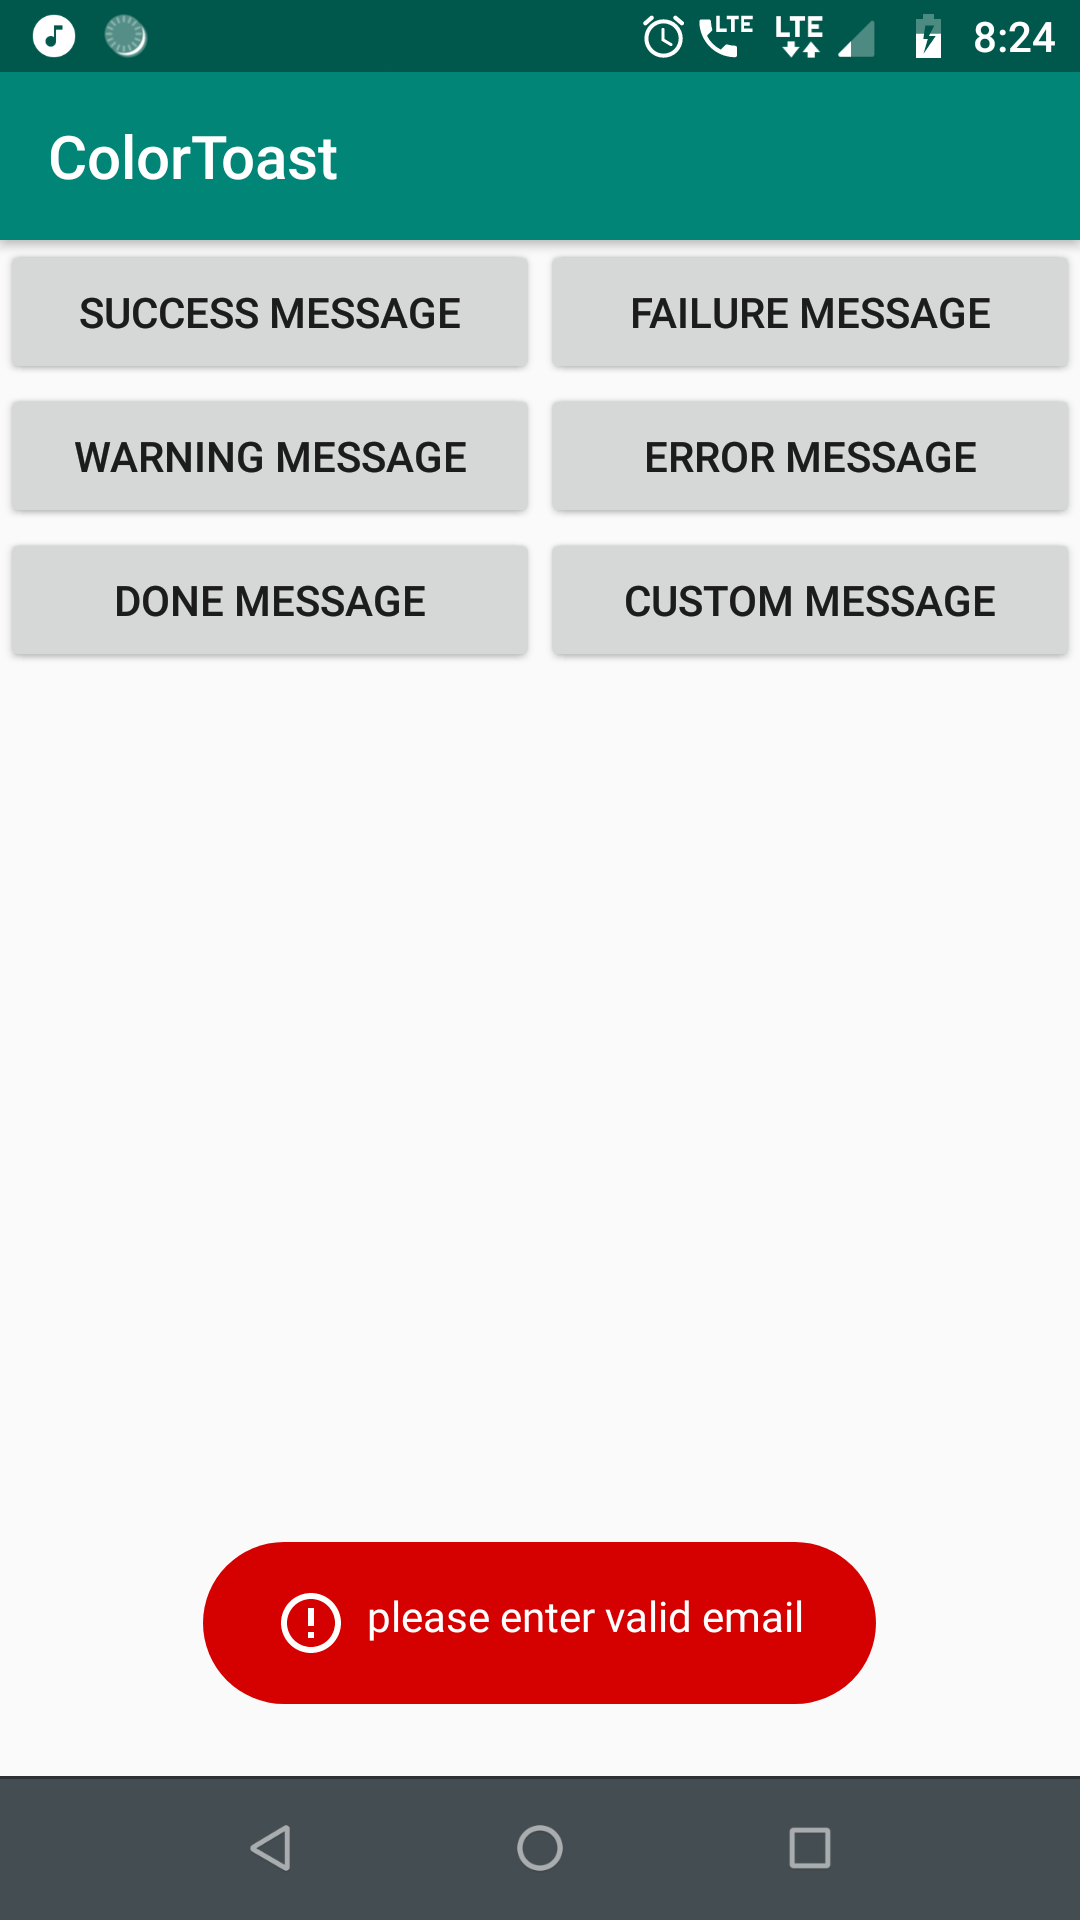 LTE LTE 8:24
ColorToast
SUCCESS MESSAGE FAILURE MESSAGE
WARNING MESSAGE ERROR MESSAGE
DONE MESSAGE CUSTOM MESSAGE
please enter valid email